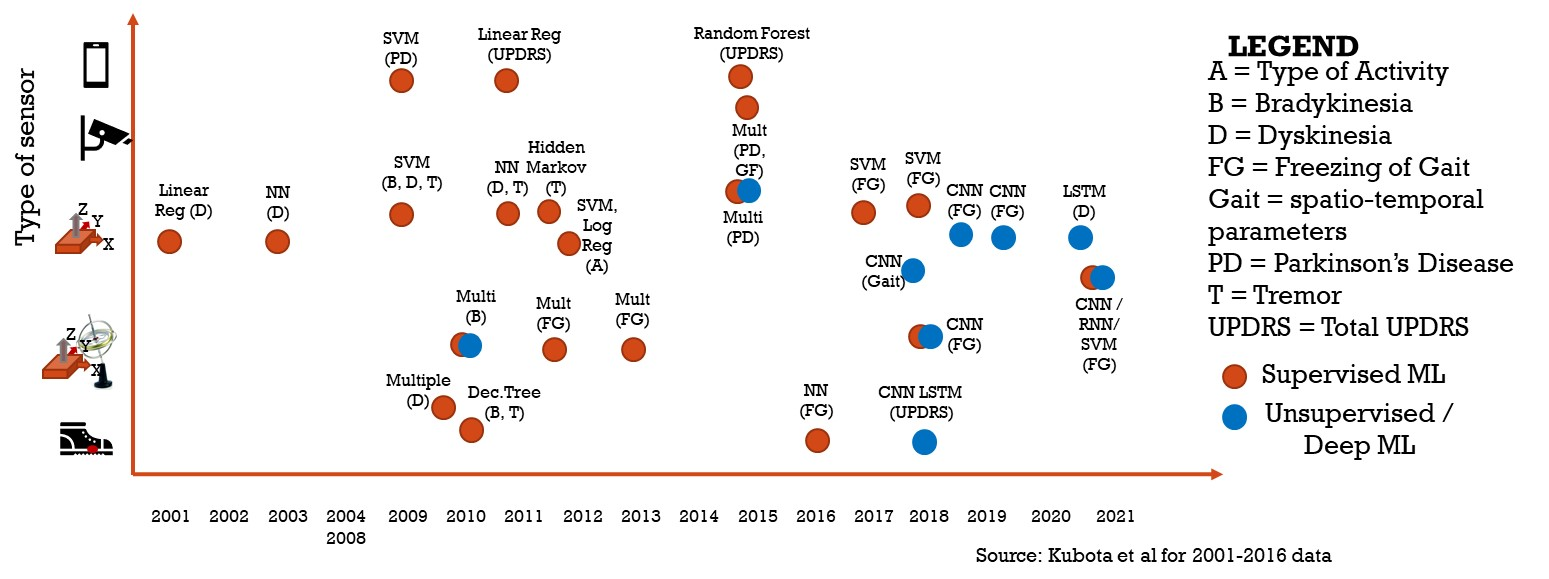 Type of sensor
SVM
(PD)
Linear Reg
(UPDRS)
Random Forest
(UPDRS)
Mult
(PD,
GF)
Multi
(PD)
Linear
Reg (D)
NN
(D)
SVM
(B, D, T)
NN
(D, T)
Hidden
Markov
(T)
SVM,
Log
Reg
(A)
SVM
(FG)
SVM
(FG)
CNN
(FG)
CNN
(FG)
LSTM
(D)
CNN
(Gait)
CNN /
RNN/
SVM
(FG)
Z
Y
X
Multi
(B)
Mult
(FG)
Mult
(FG)
CNN
(FG)
Z
Y
X
Multiple
(D)
Dec.Tree
(B, T)
NN
(FG)
CNN LSTM
(UPDRS)
2001 2002 2003 2004 2009 2010 2011 2012 2013 2014 2015 2016 2017 2018 2019 2020 2021
2008
Source: Kubota et al for 2001-2016 data
LEGEND
A = Type of Activity
B = Bradykinesia
D = Dyskinesia
FG = Freezing of Gait
Gait = spatio-temporal
parameters
PD = Parkinson's Disease
T = Tremor
UPDRS = Total UPDRS
Supervised ML
Unsupervised /
Deep ML